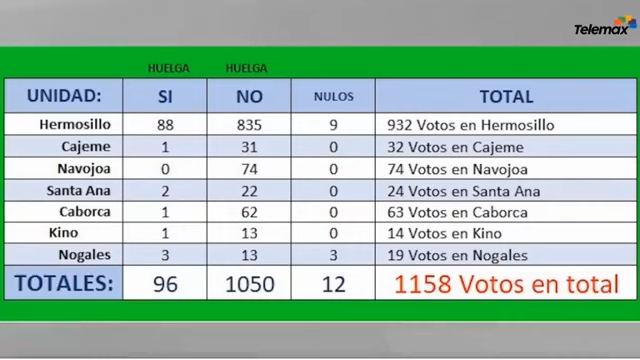 Telemax
HUELGA HUELGA
UNIDAD: SI NO NULOS TOTAL
Hermosillo 88 835 9 932 Votos en Hermosillo
Cajeme 1 31 0 32 Votos en Cajeme
Navojoa 0 74 0 74 Votos en Navojoa
Santa Ana 2 22 0 24 Votos en Santa Ana
Caborca 1 62 0 63 Votos en Caborca
Kino 1 13 0 14 Votos en Kino
Nogales 3 13 3 19 Votos en Nogales
TOTALES: 96 1050 12 1158 Votos en total